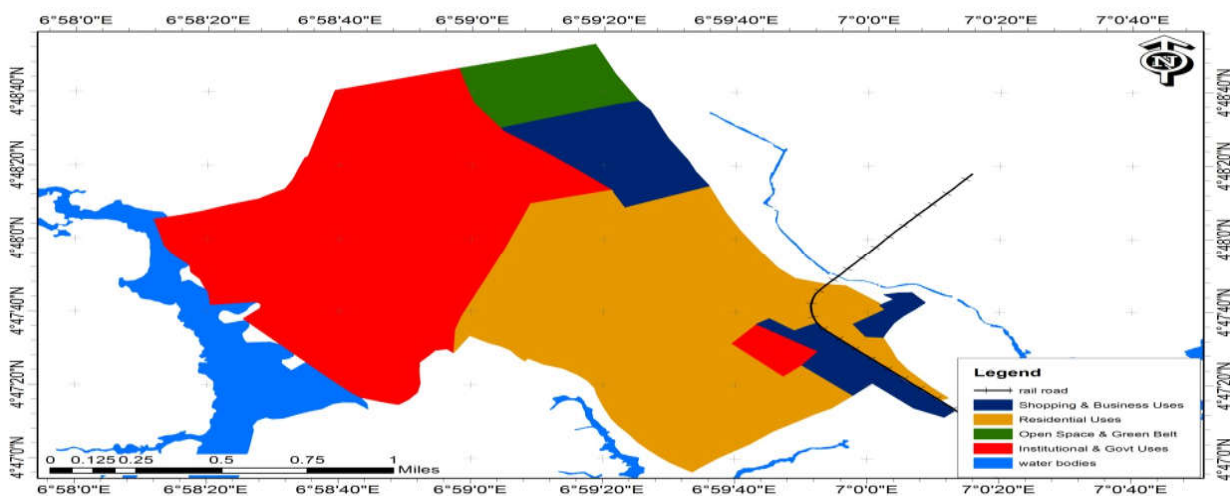 6°58'0"E 6°58'20"E 6°58'40"E 6°59'0"E 6°59'20"E 6°59'40"E 7°0'0"E 7°0'20"E 7°0'40"E
N
4°48'40"N 4°48'40"N
4°48'20"N 4°48'20"N
4°48'0"N 4°48'0"N
4°47'40"N 4°47'40"N
4°47'20"N 4°47'20"N
4°47'0"N 4°47'0"N
Legend
rail road
Shopping & Business Uses
Residential Uses
Open Space & Green Belt
Institutional & Govt Uses
water bodies
0 0.125 0.25 0.5 0.75 1
Miles
6°58'0"E 6°58'20"E 6°58'40"E 6°59'0"E 6°59'20"E 6°59'40"E 7°0'0"E 7°0'20"E 7°0'40"E